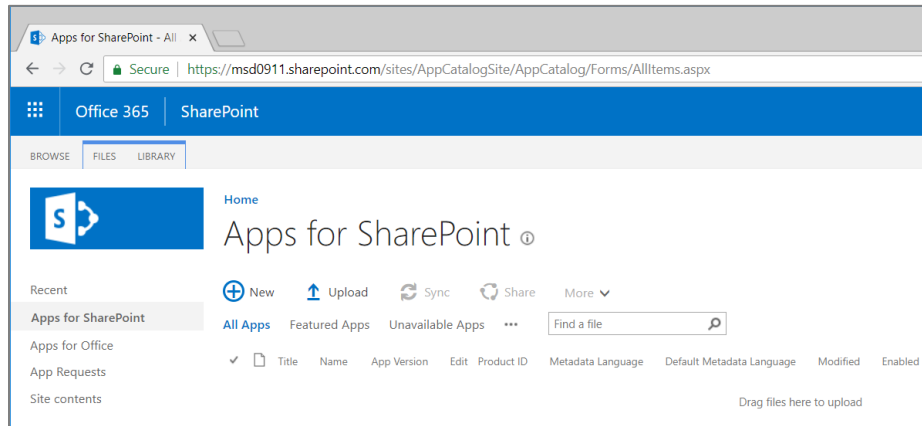 Apps for SharePoint - All
Secure | https://msd0911.sharepoint.com/sites/AppCatalogSite/AppCatalog/Forms/AllItems.aspx
Office 365 SharePoint
BROWSE FILES LIBRARY
Home
Apps for SharePoint
New Upload Sync Share More
All Apps Featured Apps Unavailable Apps ••• Find a file
Title Name App Version Edit Product ID Metadata Language Default Metadata Language Modified Enabled
Drag files here to upload
Recent
Apps for SharePoint
Apps for Office
App Requests
Site contents